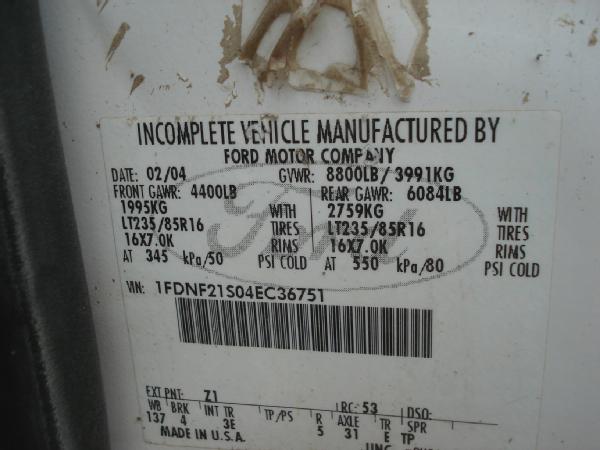 INCOMPLETE VEHICLE MANUFACTURED BY
FORD MOTOR COMPANY
DATE: 02/04 GVWR: 8800LB/ 3991KG
FRONT GAWR: 4400LB REAR GAWR: 6084LB
1995KG WITH 2759KG WITH
LT235/85R16 TIRES LT235/85R16 TIRES
16X7.0K RIMS 16X7.0K RIMS
AT 345 kPa/50 PSI COLD AT 550 kPa/80 PSI COLD
Ford
VIN: 1FDNF21S04EC36751
EXT PNT: Z1 RC: 53 DSO:
WB BRK INT TR TP/PS R AXLE TR SPR
137 4 3E 5 31 E TP
MADE IN U.S.A.